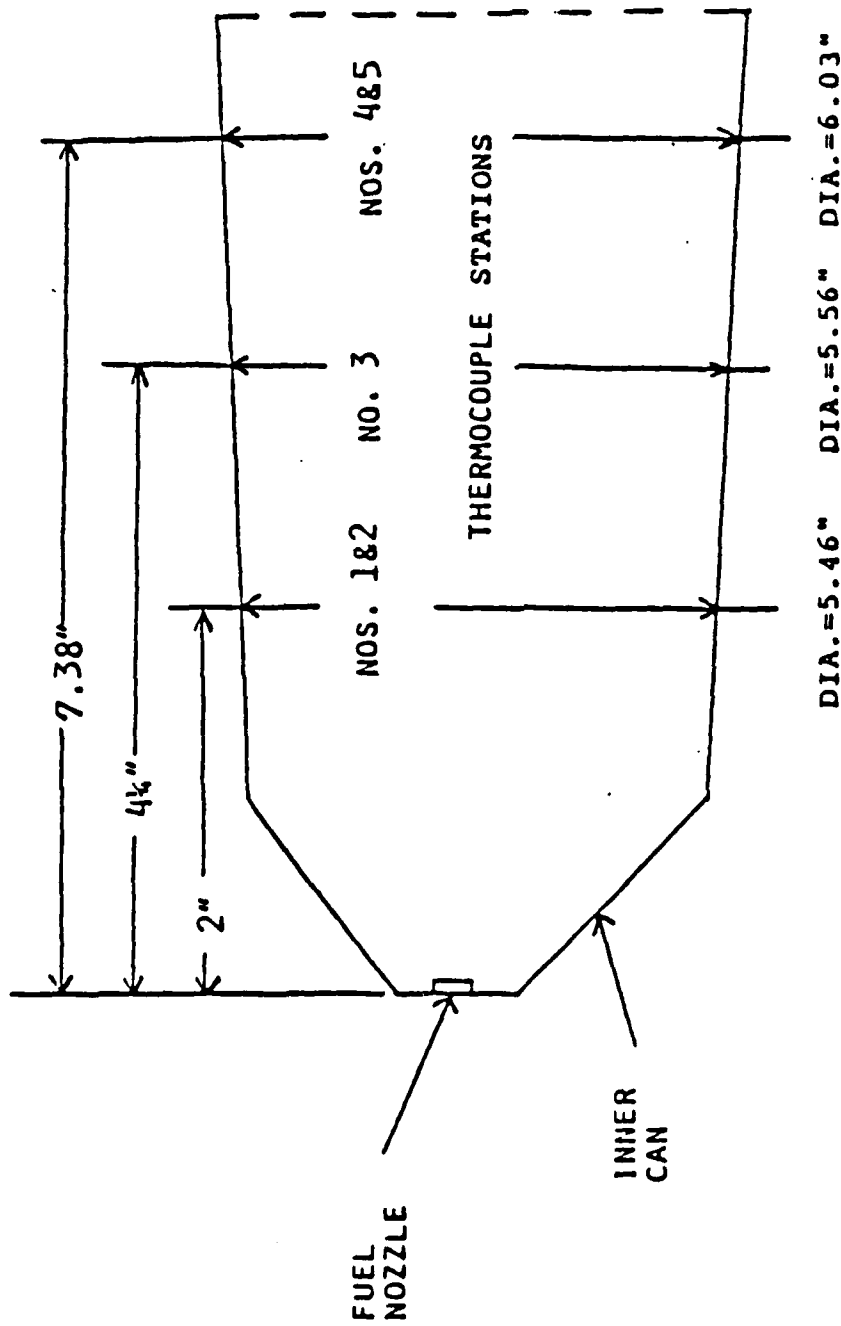 7.38"
4¼"
2"
NOS. 1&2
NO. 3
NOS. 4&5
THERMOCOUPLE STATIONS
FUEL
NOZZLE
INNER
CAN
DIA.=5.46"
DIA.=5.56"
DIA.=6.03"